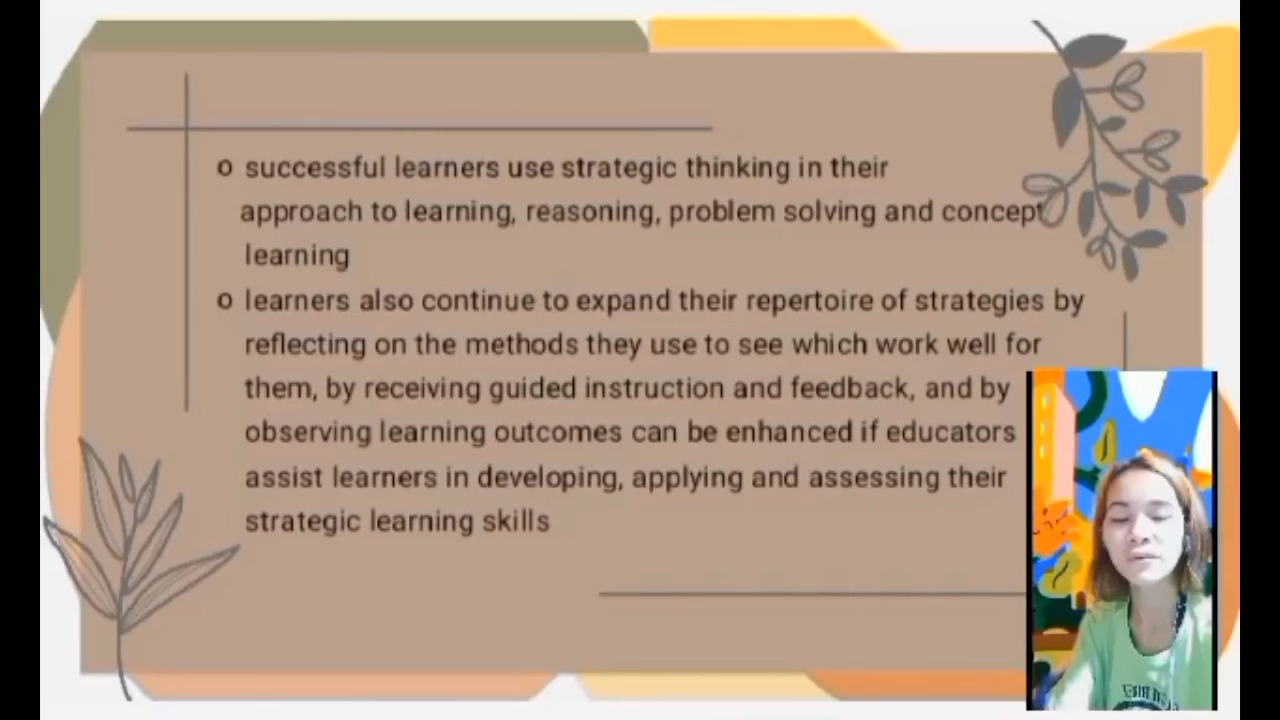 o successful learners use strategic thinking in their
approach to learning, reasoning, problem solving and concept
learning
o learners also continue to expand their repertoire of strategies by
reflecting on the methods they use to see which work well for
them, by receiving guided instruction and feedback, and by
observing learning outcomes can be enhanced if educators
assist learners in developing, applying and assessing their
strategic learning skills